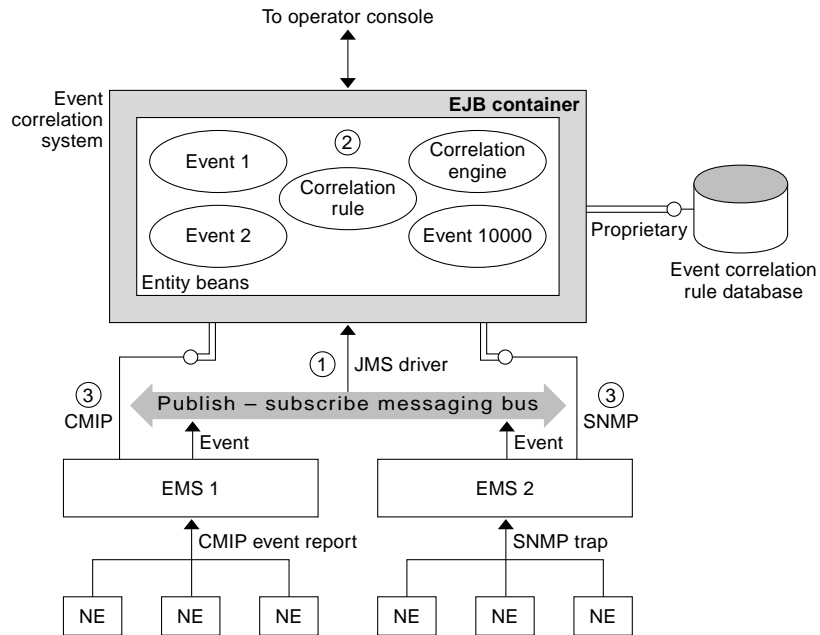 To operator console
Event
correlation
system
EJB container
Event 1
②
Correlation
rule
Correlation
engine
Event 2
Event 10000
Entity beans
Proprietary
Event correlation
rule database
① JMS driver
③
CMIP
Publish – subscribe messaging bus
③
SNMP
Event
Event
EMS 1
EMS 2
CMIP event report
SNMP trap
NE
NE
NE
NE
NE
NE